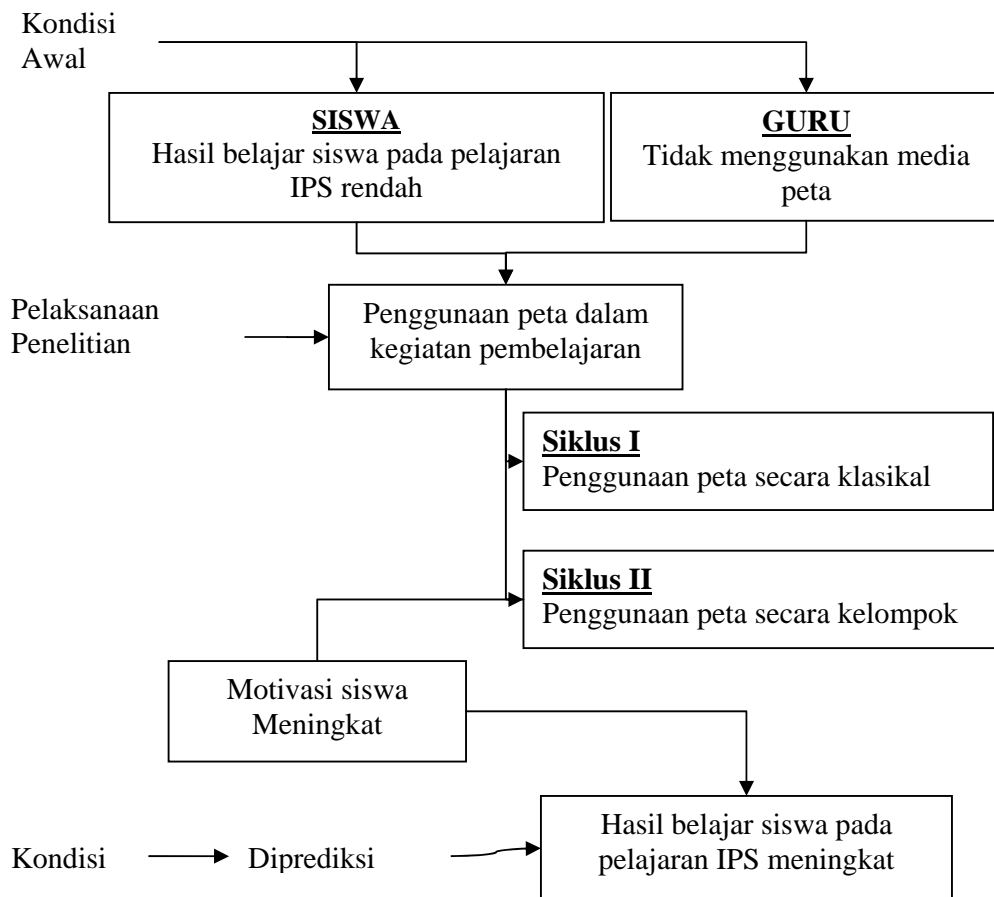 Kondisi
Awal
SISWA
Hasil belajar siswa pada pelajaran
IPS rendah
GURU
Tidak menggunakan media
peta
Pelaksanaan
Penelitian
Penggunaan peta dalam
kegiatan pembelajaran
Siklus I
Penggunaan peta secara klasikal
Siklus II
Penggunaan peta secara kelompok
Motivasi siswa
Meningkat
Hasil belajar siswa pada
pelajaran IPS meningkat
Kondisi
Diprediksi